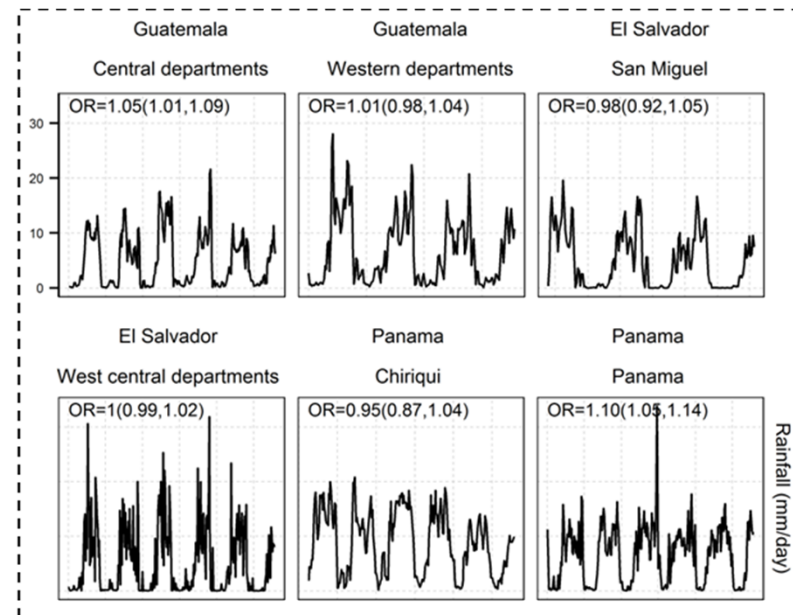 Guatemala
Central departments
Guatemala
Western departments
El Salvador
San Miguel
OR=1.05(1.01,1.09)
OR=1.01(0.98,1.04)
OR=0.98(0.92,1.05)
30
20
10
0
El Salvador
West central departments
Panama
Chiriqui
Panama
Panama
OR=1(0.99,1.02)
OR=0.95(0.87,1.04)
OR=1.10(1.05,1.14)
Rainfall (mm/day)